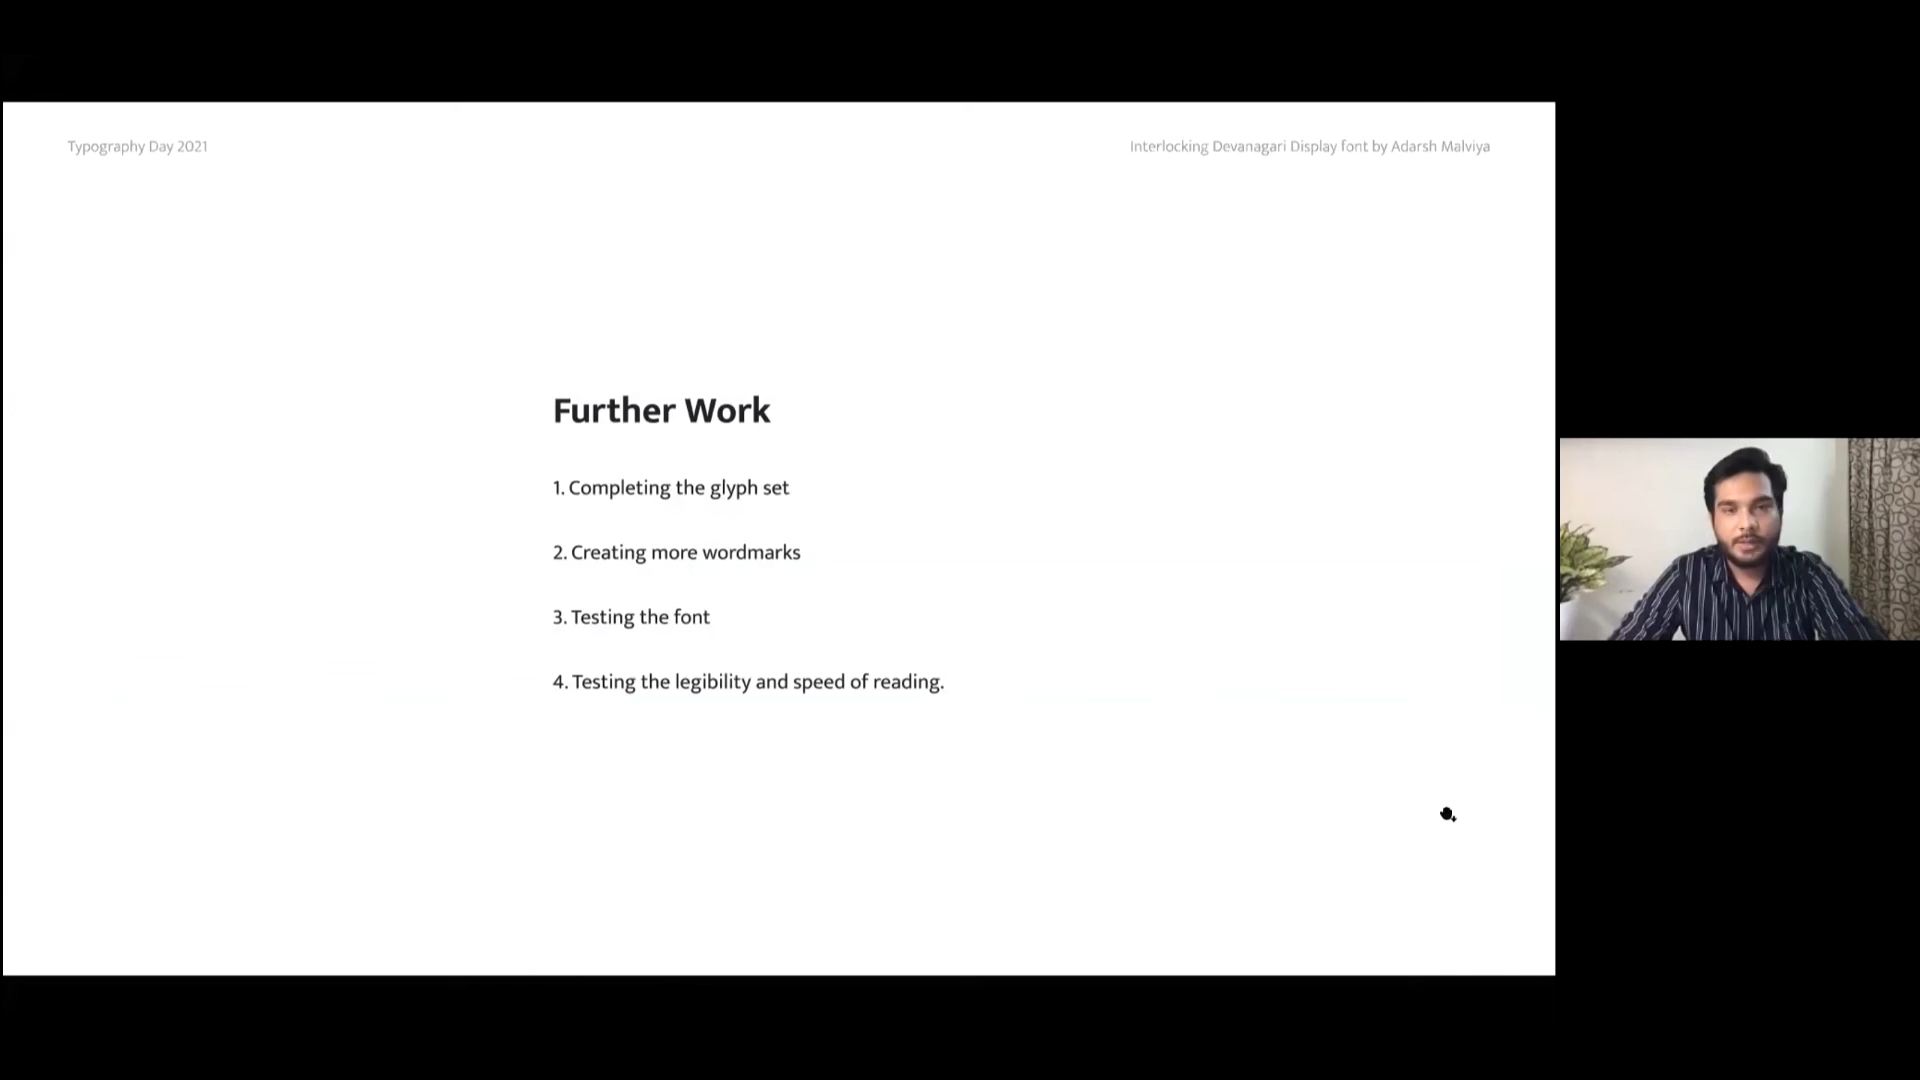 Typography Day 2021
Interlocking Devanagari Display font by Adarsh Malviya
Further Work
1. Completing the glyph set
2. Creating more wordmarks
3. Testing the font
4. Testing the legibility and speed of reading.